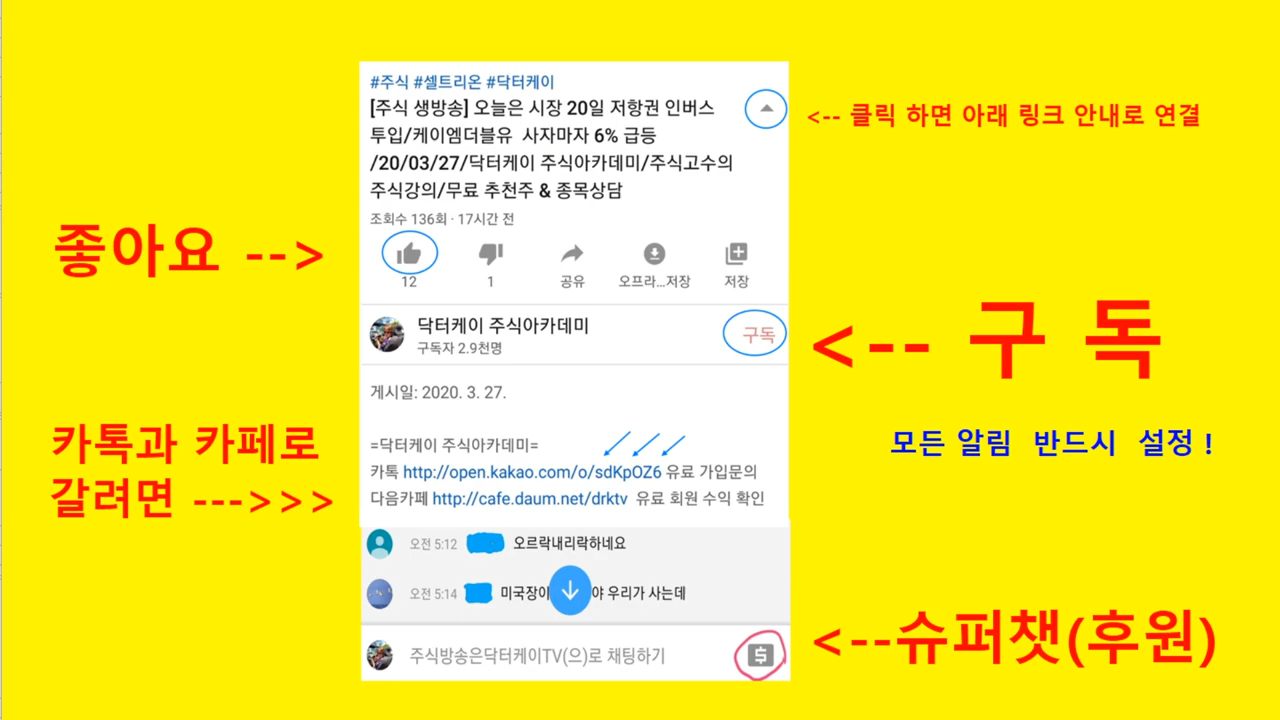 #주식 #셀트리온 #닥터케이
[주식 생방송] 오늘은 시장 20일 저항권 인버스
투입/케이엠더블유 사자마자 6% 급등
/20/03/27/닥터케이 주식아카데미/주식고수의
주식강의/무료 추천주 & 종목상담
<-- 클릭 하면 아래 링크 안내로 연결
조회수 136회 · 17시간 전
좋아요 -->
12
1
공유
오프라...저장
저장
닥터케이 주식아카데미
구독자 2.9천명
구독
<-- 구 독
게시일: 2020. 3. 27.
모든 알림 반드시 설정 !
카톡과 카페로
갈려면 --->>>
=닥터케이 주식아카데미=
카톡 http://open.kakao.com/o/sdKpOZ6 유료 가입문의
다음카페 http://cafe.daum.net/drktv 유료 회원 수익 확인
오전 5:12 오르락내리락하네요
오전 5:14 미국장이 야 우리가 사는데
주식방송은닥터케이TV(으)로 채팅하기
<--슈퍼챗(후원)